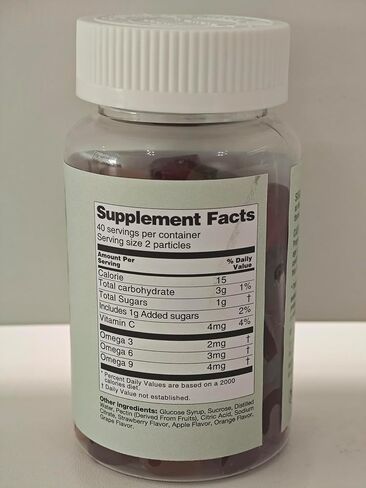 Supplement Facts
40 servings per container
Serving size 2 particles
Amount Per Serving % Daily Value
Calorie 15
Total carbohydrate 3g 1%
Total Sugars 1g †
Includes 1g Added sugars 2%
Vitamin C 4mg 4%
Omega 3 2mg †
Omega 6 3mg †
Omega 9 4mg †
* Percent Daily Values are based on a 2000
calories diet.
† Daily Value not established.
Other ingredients: Glucose Syrup, Sucrose, Distilled
Water, Pectin (Derived From Fruits), Citric Acid, Sodium
Citrate, Strawberry Flavor, Apple Flavor, Orange Flavor,
Grape Flavor.